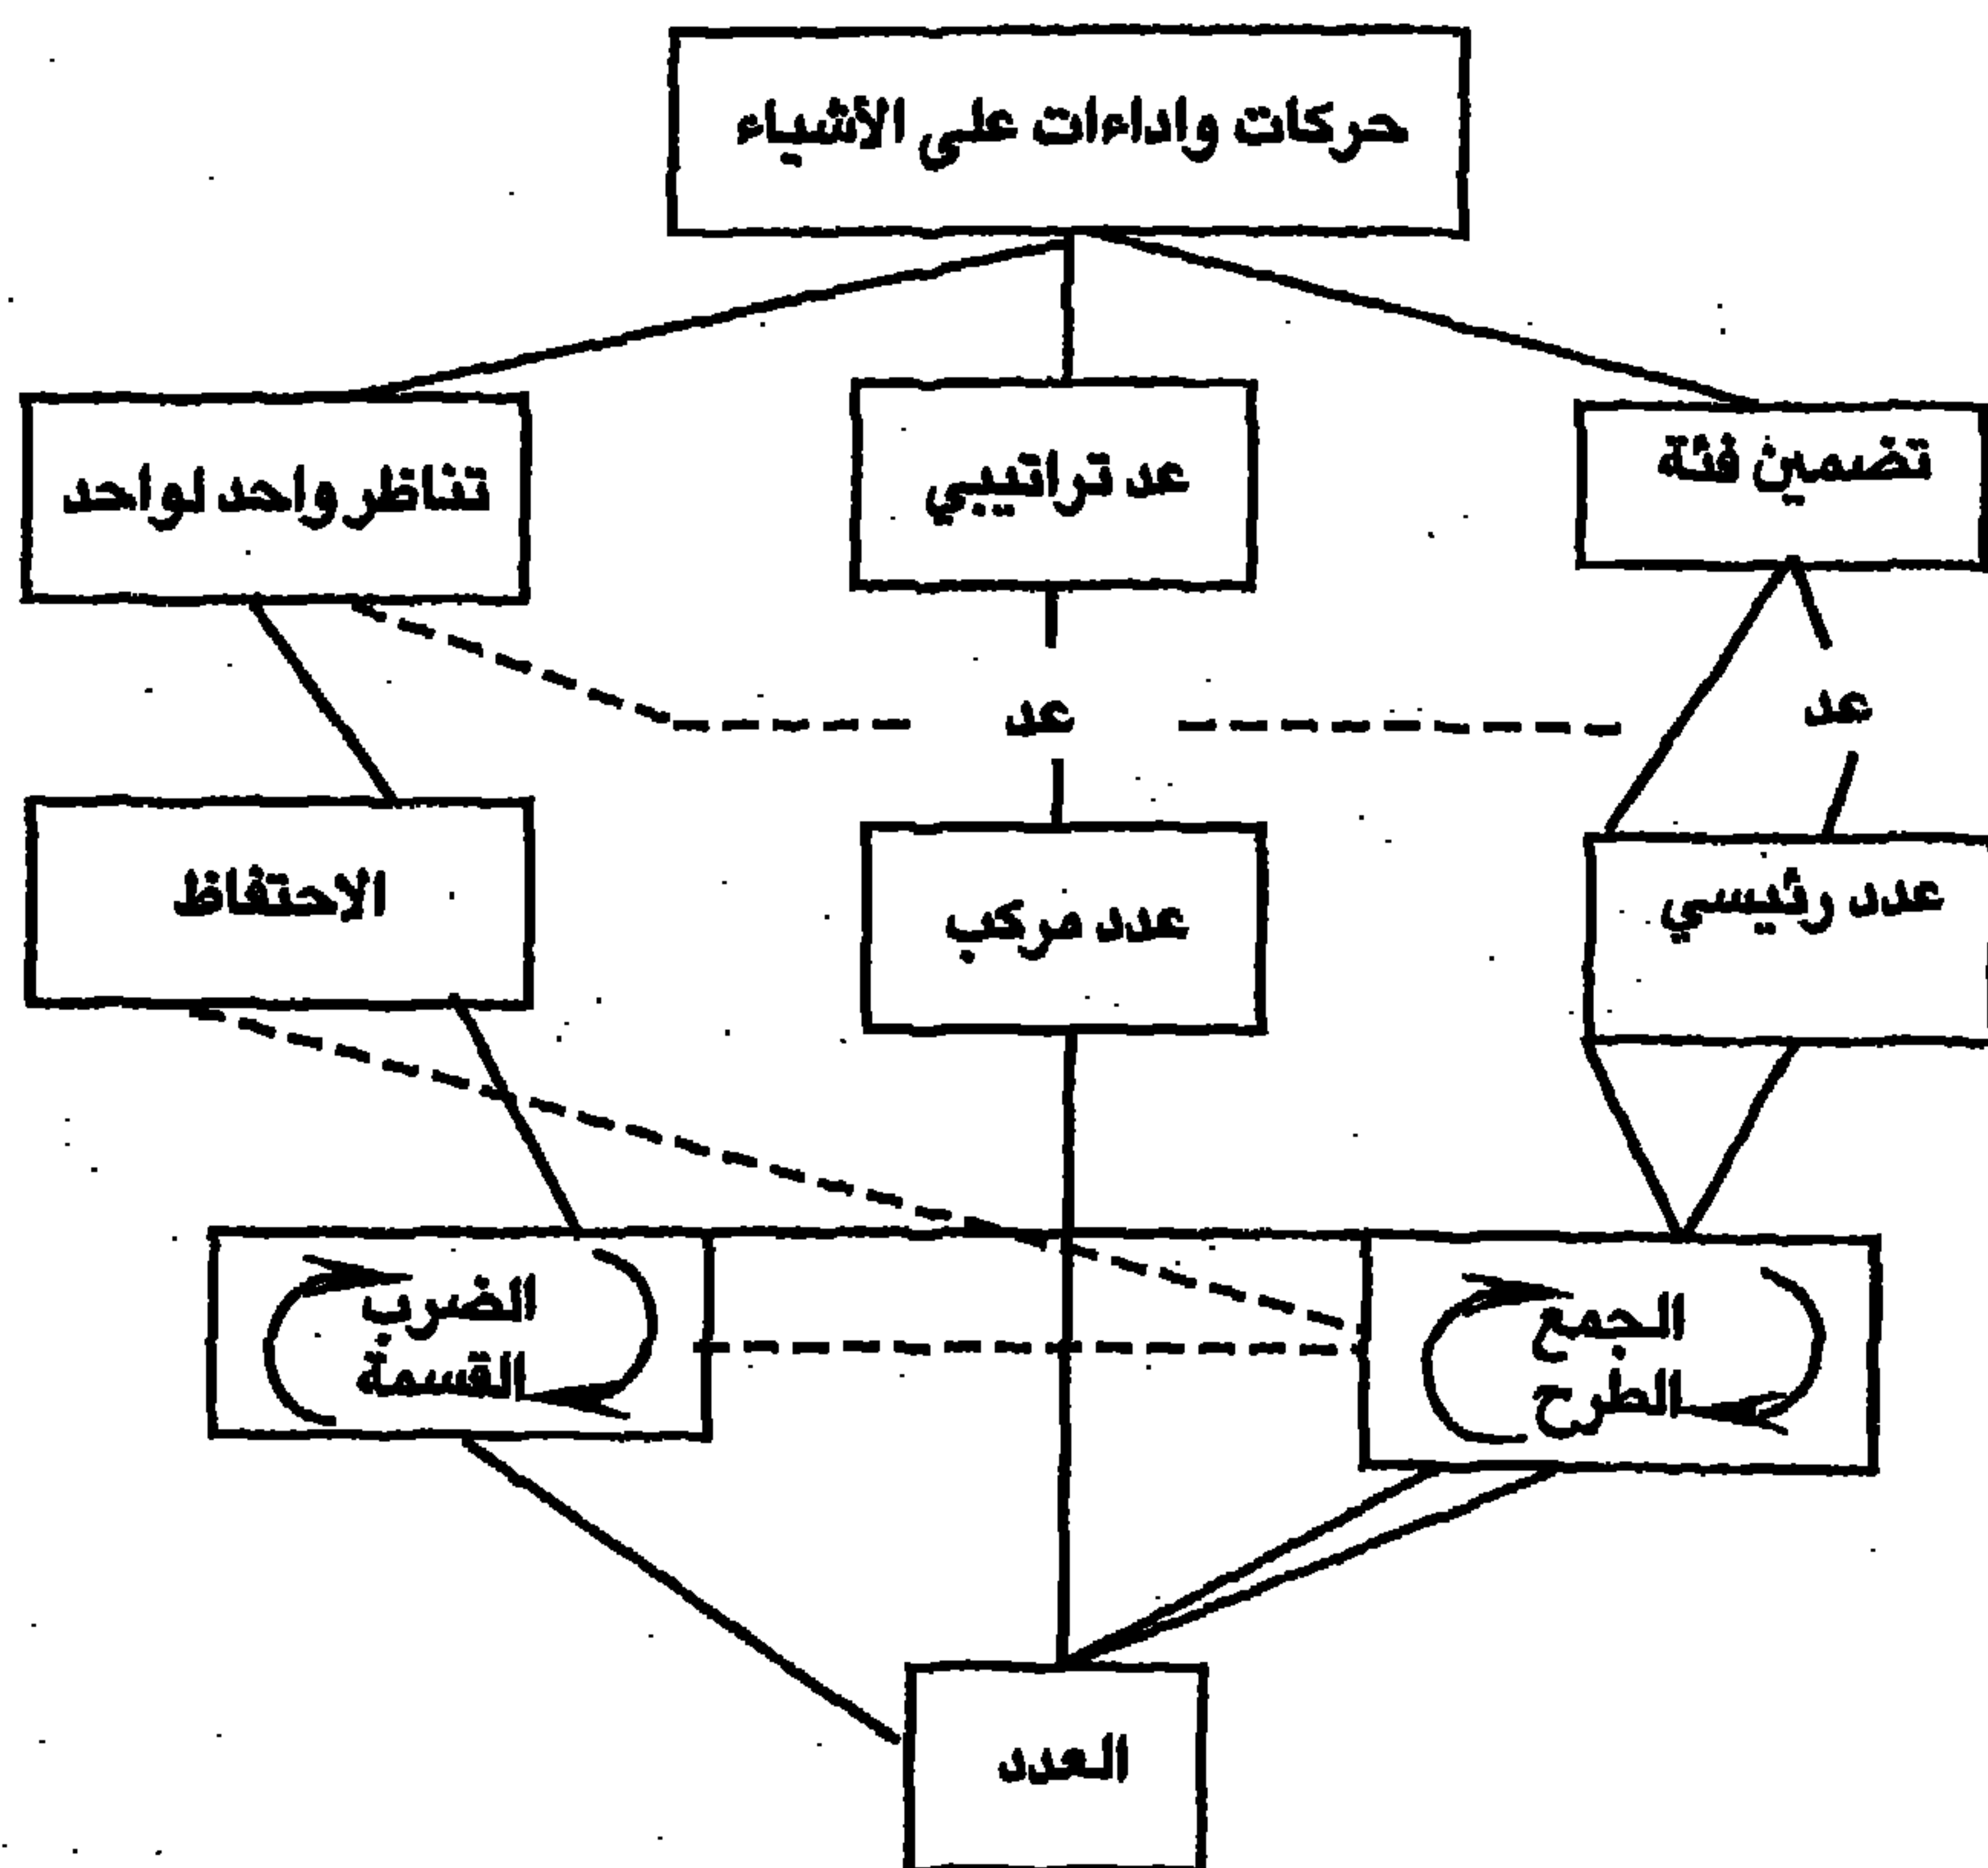 حركات واداءات على الأشياء
تضمين فئة
عد تراتيبي
تناظر واحد لواحد
عد
عد
عدد رئيسي
عدد مركب
الاحتفاظ
الجمع
الطرح
الضرب
القسمة
العدد